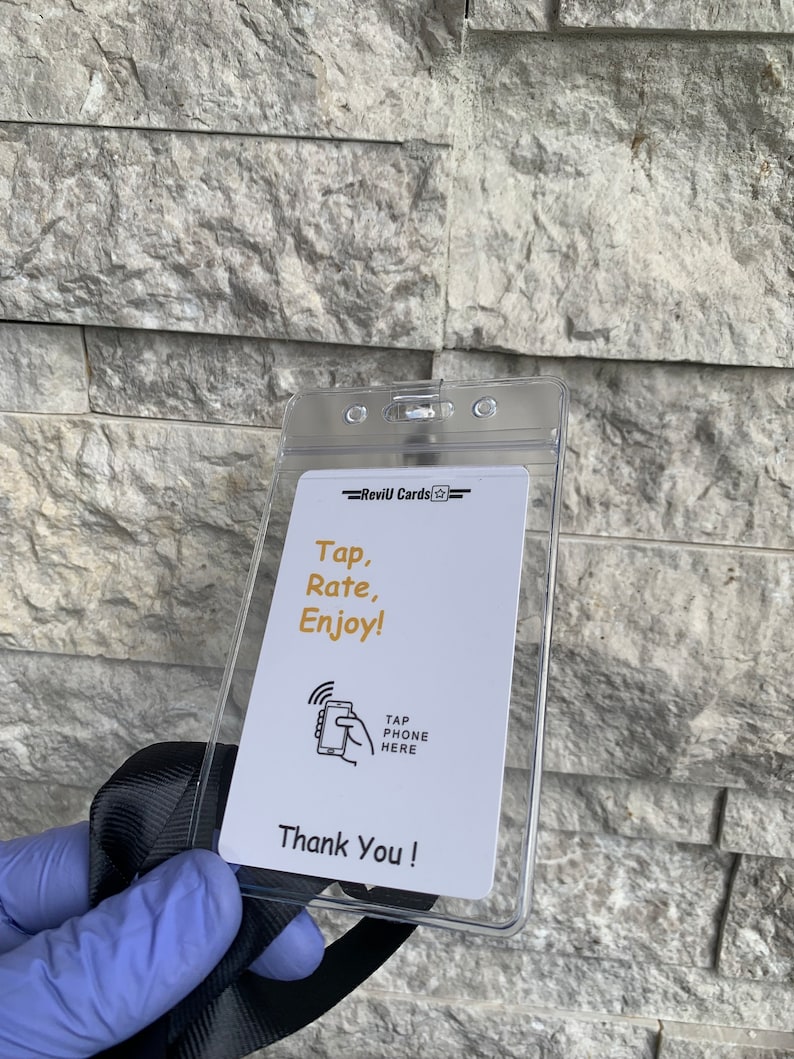 ReviU Cards
Tap,
Rate,
Enjoy!
TAP
PHONE
HERE
Thank You !